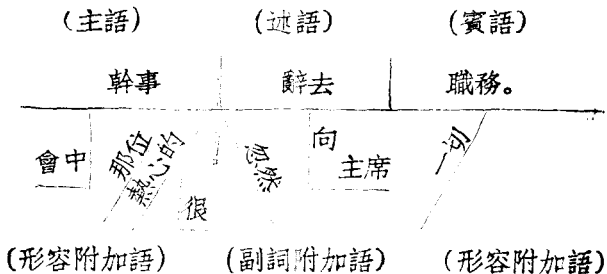 (主語) (述語) (賓語)
幹事 辭去 職務。
會中 那位 熱心的 很 忽然 向 主席 一切
(形容附加語) (副詞附加語) (形容附加語)